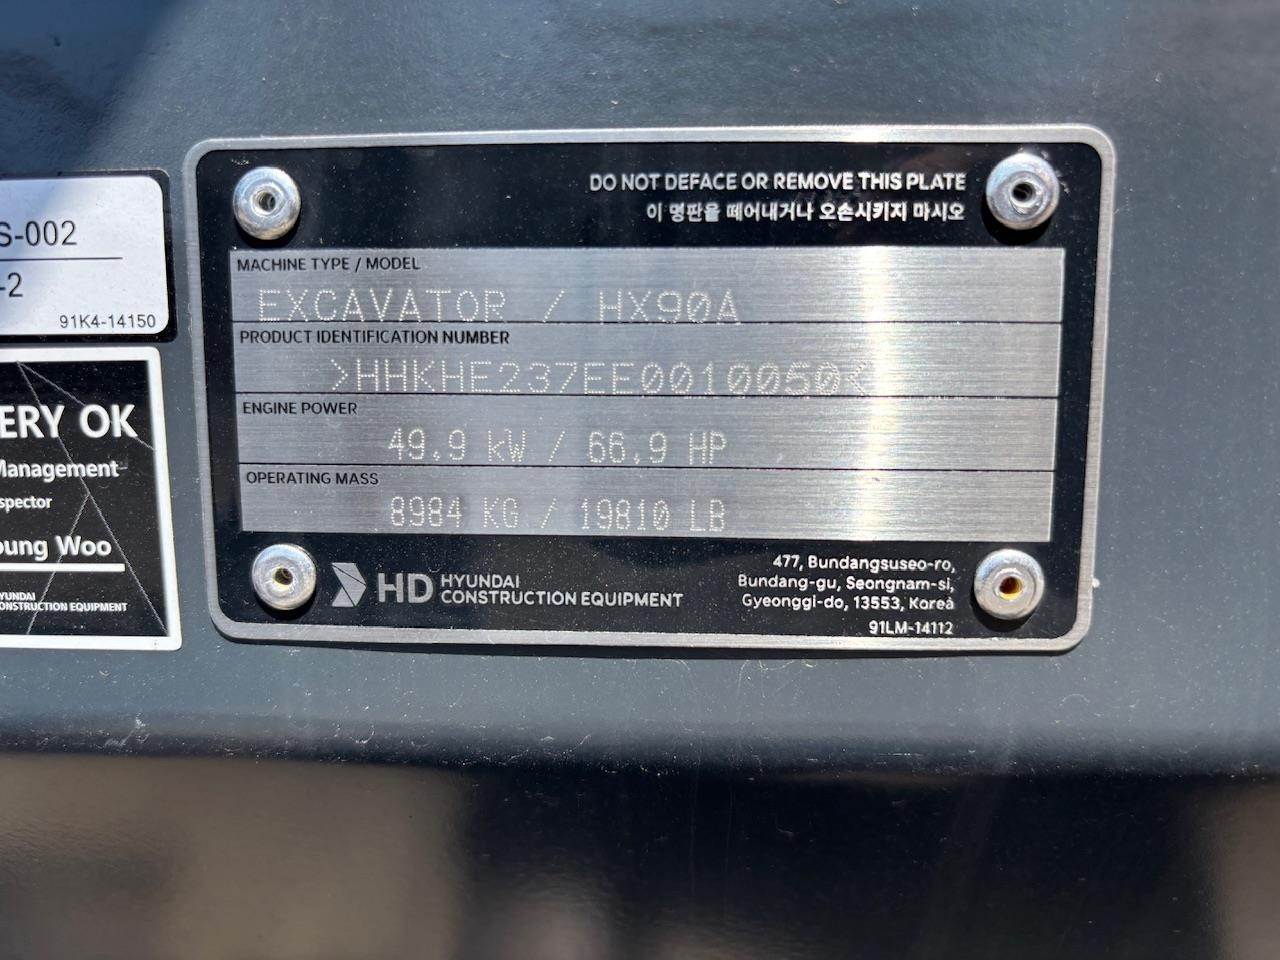 S-002
-2
91K4-14150
ERY OK
Management
spector
oung Woo
YUNDAI
ONSTRUCTION EQUIPMENT
DO NOT DEFACE OR REMOVE THIS PLATE
이 명판을 떼어내거나 오손시키지 마시오
MACHINE TYPE / MODEL
EXCAVATOR / HX90A
PRODUCT IDENTIFICATION NUMBER
>HHKHE237EE0010050<
ENGINE POWER
49.9 kW / 66.9 HP
OPERATING MASS
8984 KG / 19810 LB
HD HYUNDAI
CONSTRUCTION EQUIPMENT
477, Bundangsuseo-ro,
Bundang-gu, Seongnam-si,
Gyeonggi-do, 13553, Korea
91LM-14112